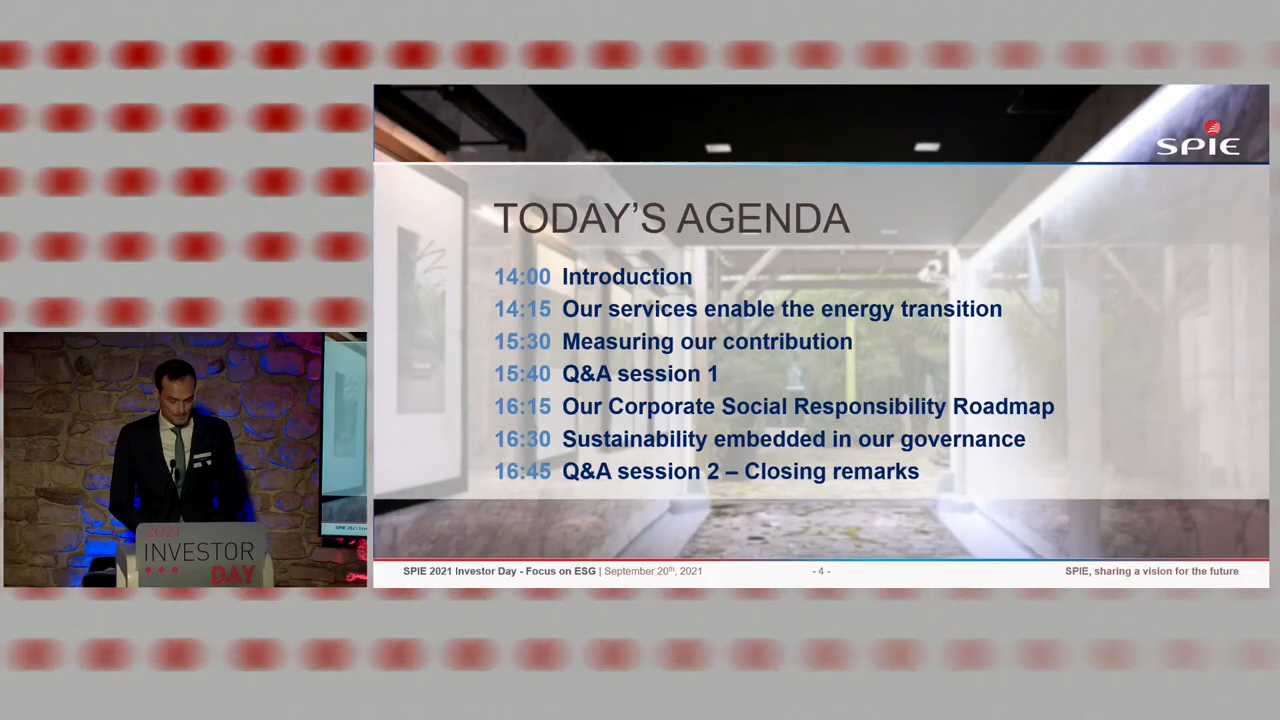 SPIE
TODAY'S AGENDA
14:00 Introduction
14:15 Our services enable the energy transition
15:30 Measuring our contribution
15:40 Q&A session 1
16:15 Our Corporate Social Responsibility Roadmap
16:30 Sustainability embedded in our governance
16:45 Q&A session 2 – Closing remarks
SPIE 2021 Investor Day - Focus on ESG | September 20th, 2021
- 4 -
SPIE, sharing a vision for the future
2021
INVESTOR
DAY